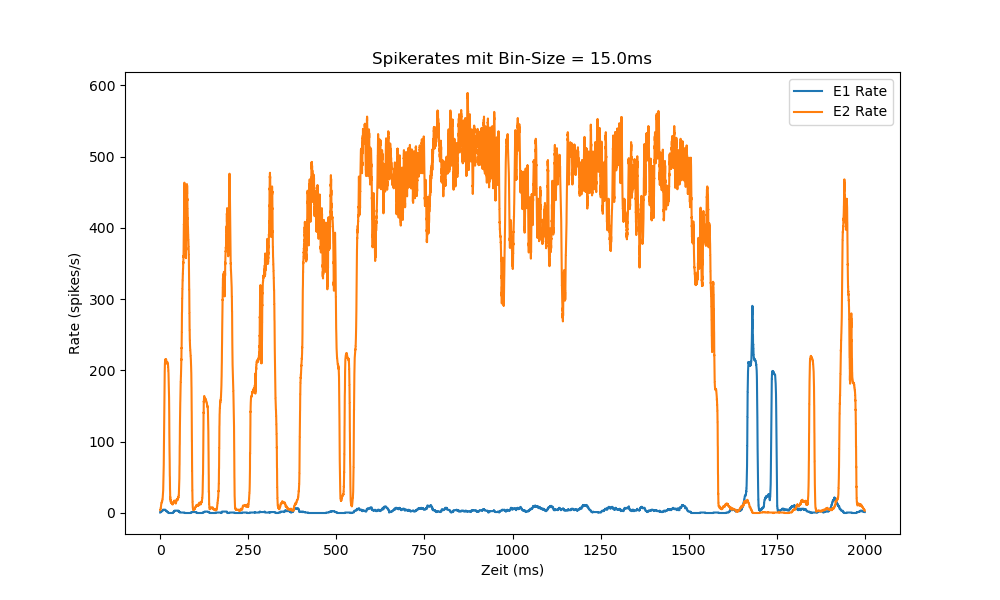 Spikerates mit Bin-Size = 15.0ms
E1 Rate
E2 Rate
600
500
400
300
200
100
0
Rate (spikes/s)
0 250 500 750 1000 1250 1500 1750 2000
Zeit (ms)